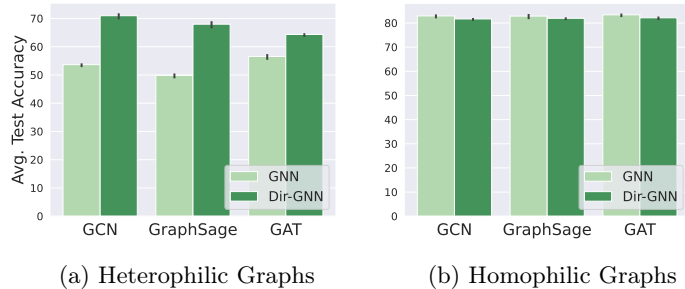 Avg. Test Accuracy
70
60
50
40
30
20
10
0
GCN
GraphSage
GAT
GNN
Dir-GNN
(a) Heterophilic Graphs
80
70
60
50
40
30
20
10
0
GCN
GraphSage
GAT
GNN
Dir-GNN
(b) Homophilic Graphs